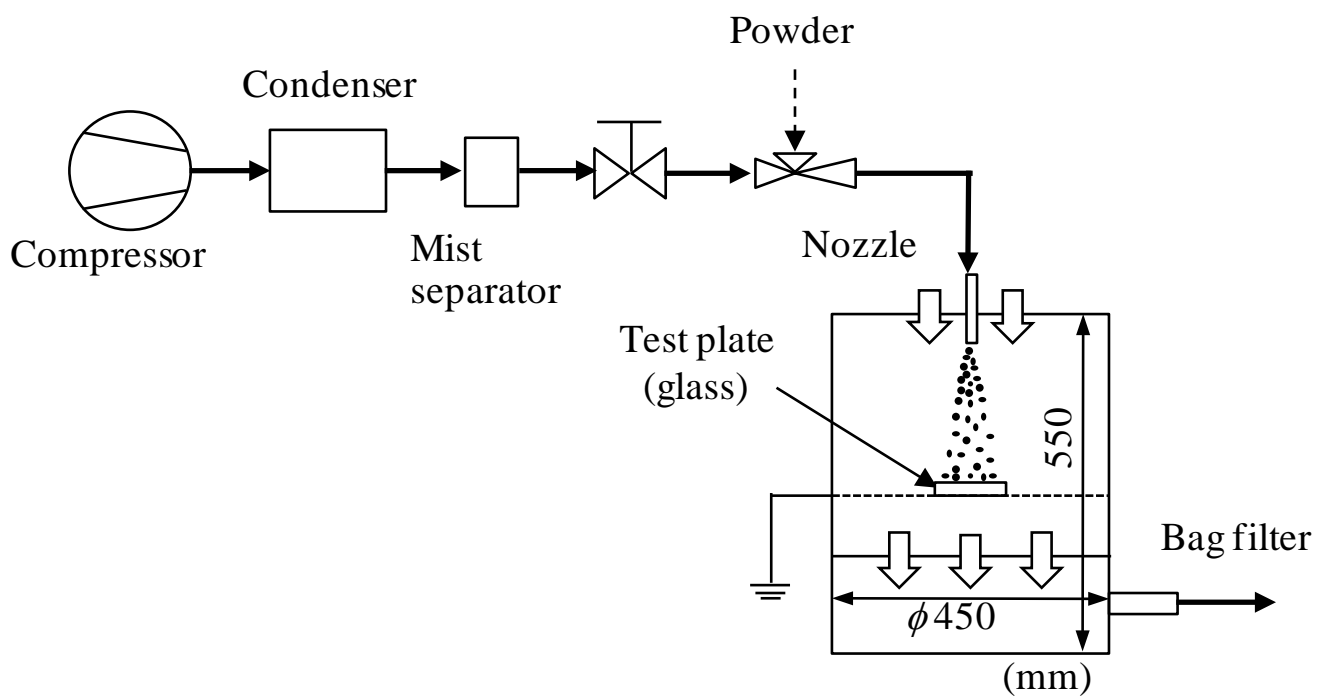 Powder
Condenser
Compressor
Mist
separator
Nozzle
Test plate
(glass)
550
Bag filter
ϕ450
(mm)